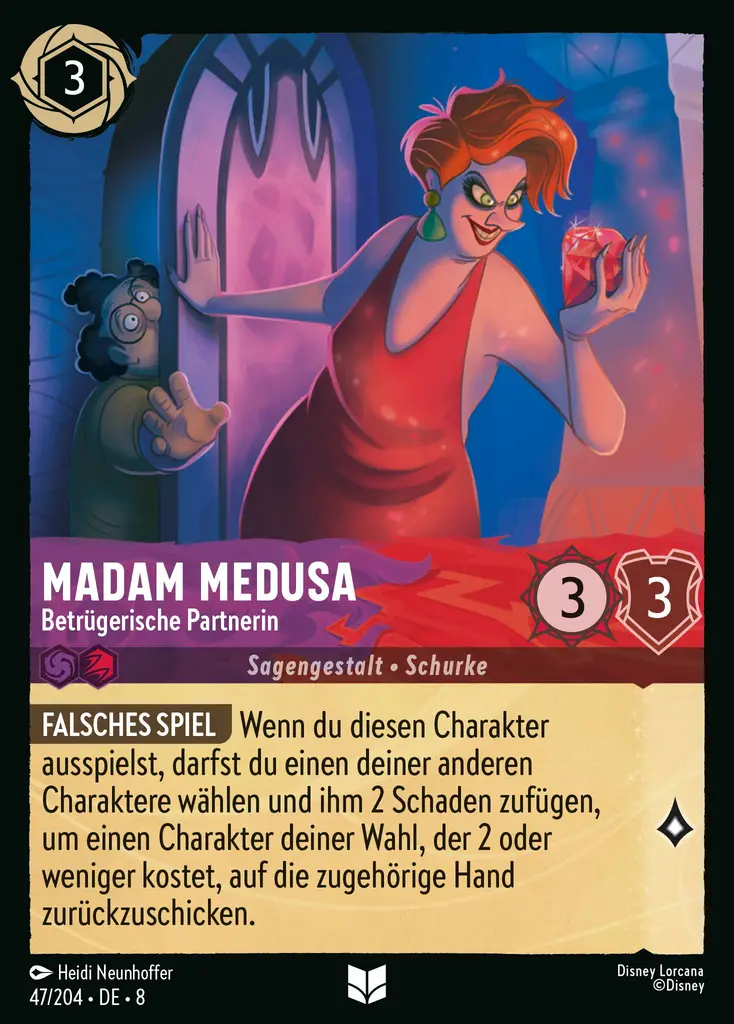 3
MADAM MEDUSA
Betrügerische Partnerin
3
3
Sagengestalt • Schurke
FALSCHES SPIEL Wenn du diesen Charakter
ausspielst, darfst du einen deiner anderen
Charaktere wählen und ihm 2 Schaden zufügen,
um einen Charakter deiner Wahl, der 2 oder
weniger kostet, auf die zugehörige Hand
zurückzuschicken.
Heidi Neunhoffer
47/204 • DE • 8
Disney Lorcana
©Disney